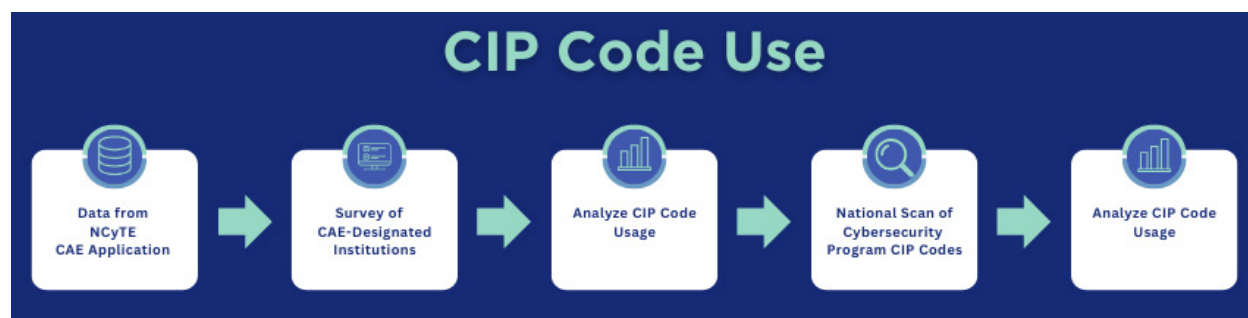 CIP Code Use
Data from
NCyTE
CAE Application
Survey of
CAE-Designated
Institutions
Analyze CIP Code
Usage
National Scan of
Cybersecurity
Program CIP Codes
Analyze CIP Code
Usage